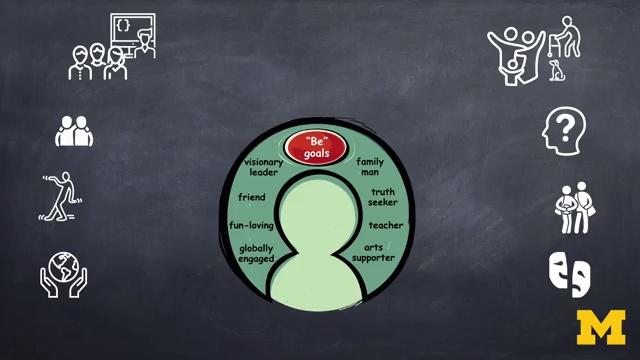 {}
"Be"
goals
visionary
leader
family
man
friend
truth
seeker
fun-loving
teacher
globally
engaged
arts
supporter
?
M